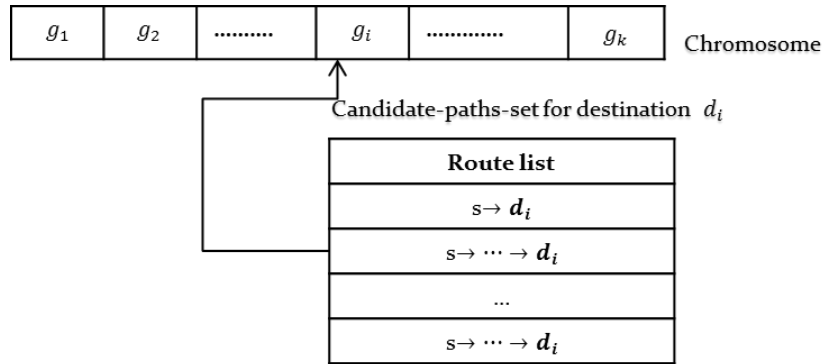 g₁ g₂ .......... gᵢ ............. gₖ Chromosome
Candidate-paths-set for destination dᵢ
Route list
s→ dᵢ
s→ ⋯ → dᵢ
...
s→ ⋯ → dᵢ